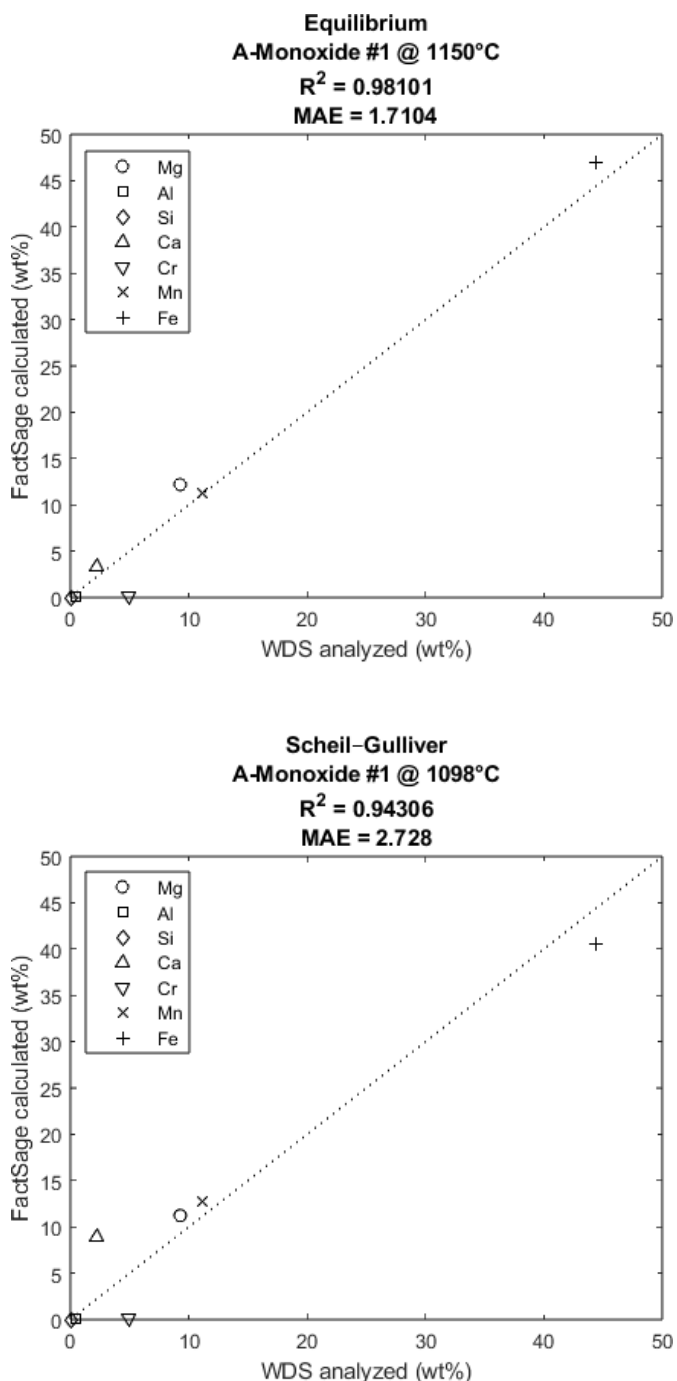 Equilibrium
A-Monoxide #1 @ 1150°C
R² = 0.98101
MAE = 1.7104
50
45
40
35
30
25
20
15
10
5
0
FactSage calculated (wt%)
Mg
Al
Si
Ca
Cr
Mn
Fe
0 10 20 30 40 50
WDS analyzed (wt%)
Scheil−Gulliver
A-Monoxide #1 @ 1098°C
R² = 0.94306
MAE = 2.728
50
45
40
35
30
25
20
15
10
5
0
FactSage calculated (wt%)
Mg
Al
Si
Ca
Cr
Mn
Fe
0 10 20 30 40 50
WDS analyzed (wt%)